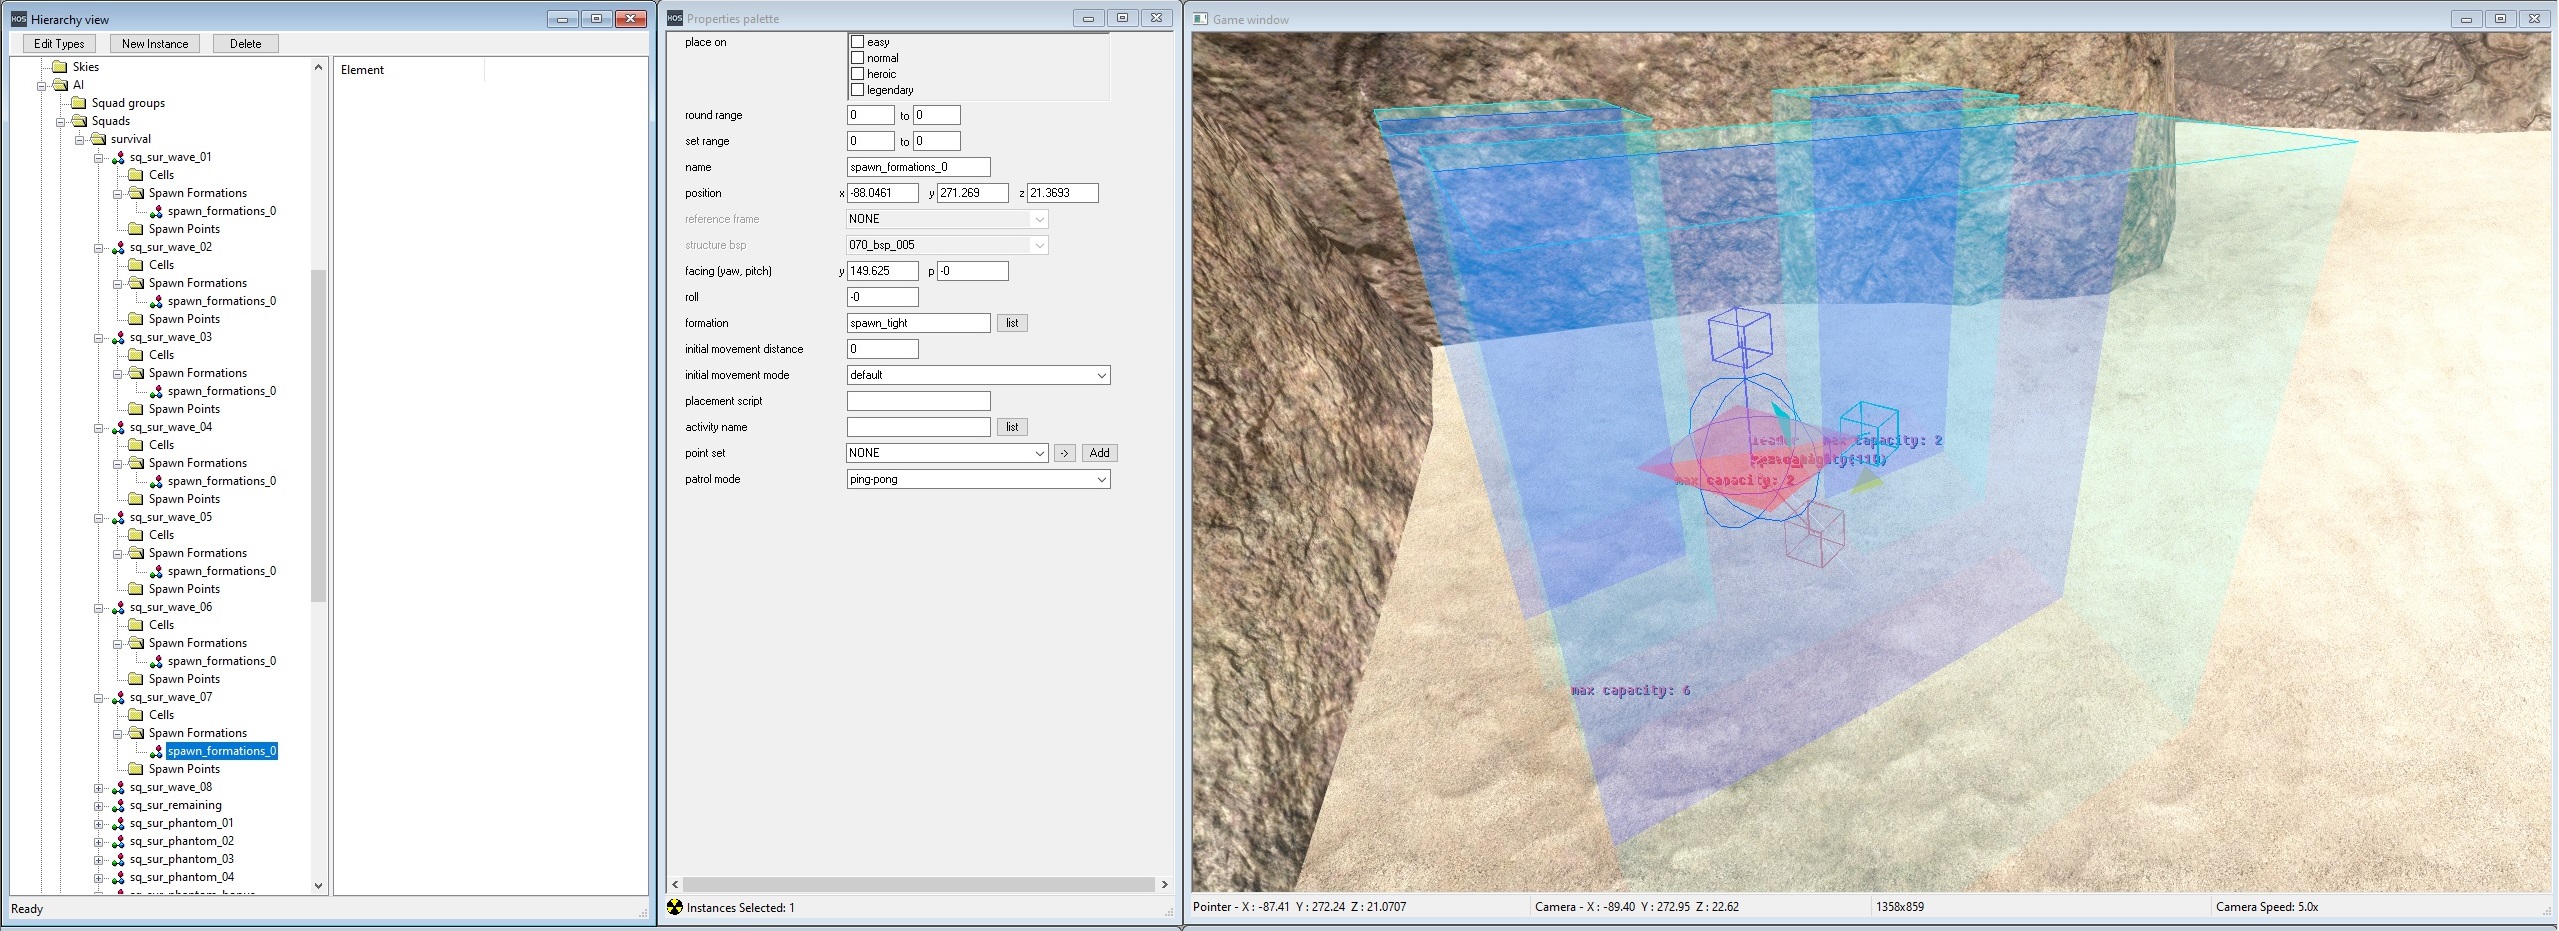 HOS Hierarchy view
Edit Types New Instance Delete
Skies
AI
Squad groups
Squads
survival
sq_sur_wave_01
Cells
Spawn Formations
spawn_formations_0
Spawn Points
sq_sur_wave_02
Cells
Spawn Formations
spawn_formations_0
Spawn Points
sq_sur_wave_03
Cells
Spawn Formations
spawn_formations_0
Spawn Points
sq_sur_wave_04
Cells
Spawn Formations
spawn_formations_0
Spawn Points
sq_sur_wave_05
Cells
Spawn Formations
spawn_formations_0
Spawn Points
sq_sur_wave_06
Cells
Spawn Formations
spawn_formations_0
Spawn Points
sq_sur_wave_07
Cells
Spawn Formations
spawn_formations_0
Spawn Points
sq_sur_wave_08
sq_sur_remaining
sq_sur_phantom_01
sq_sur_phantom_02
sq_sur_phantom_03
sq_sur_phantom_04
Element
Ready
HOS Properties palette
place on
easy
normal
heroic
legendary
round range 0 to 0
set range 0 to 0
name spawn_formations_0
position x -88.0461 y 271.269 z 21.3693
reference frame NONE
structure bsp 070_bsp_005
facing (yaw, pitch) y 149.625 p -0
roll -0
formation spawn_tight list
initial movement distance 0
initial movement mode default
placement script
activity name list
point set NONE -> Add
patrol mode ping-pong
Instances Selected: 1
Game window
leader max capacity: 2
max capacity: 2
max capacity: 6
Pointer - X : -87.41 Y : 272.24 Z : 21.0707
Camera - X : -89.40 Y : 272.95 Z : 22.62
1358x859
Camera Speed: 5.0x